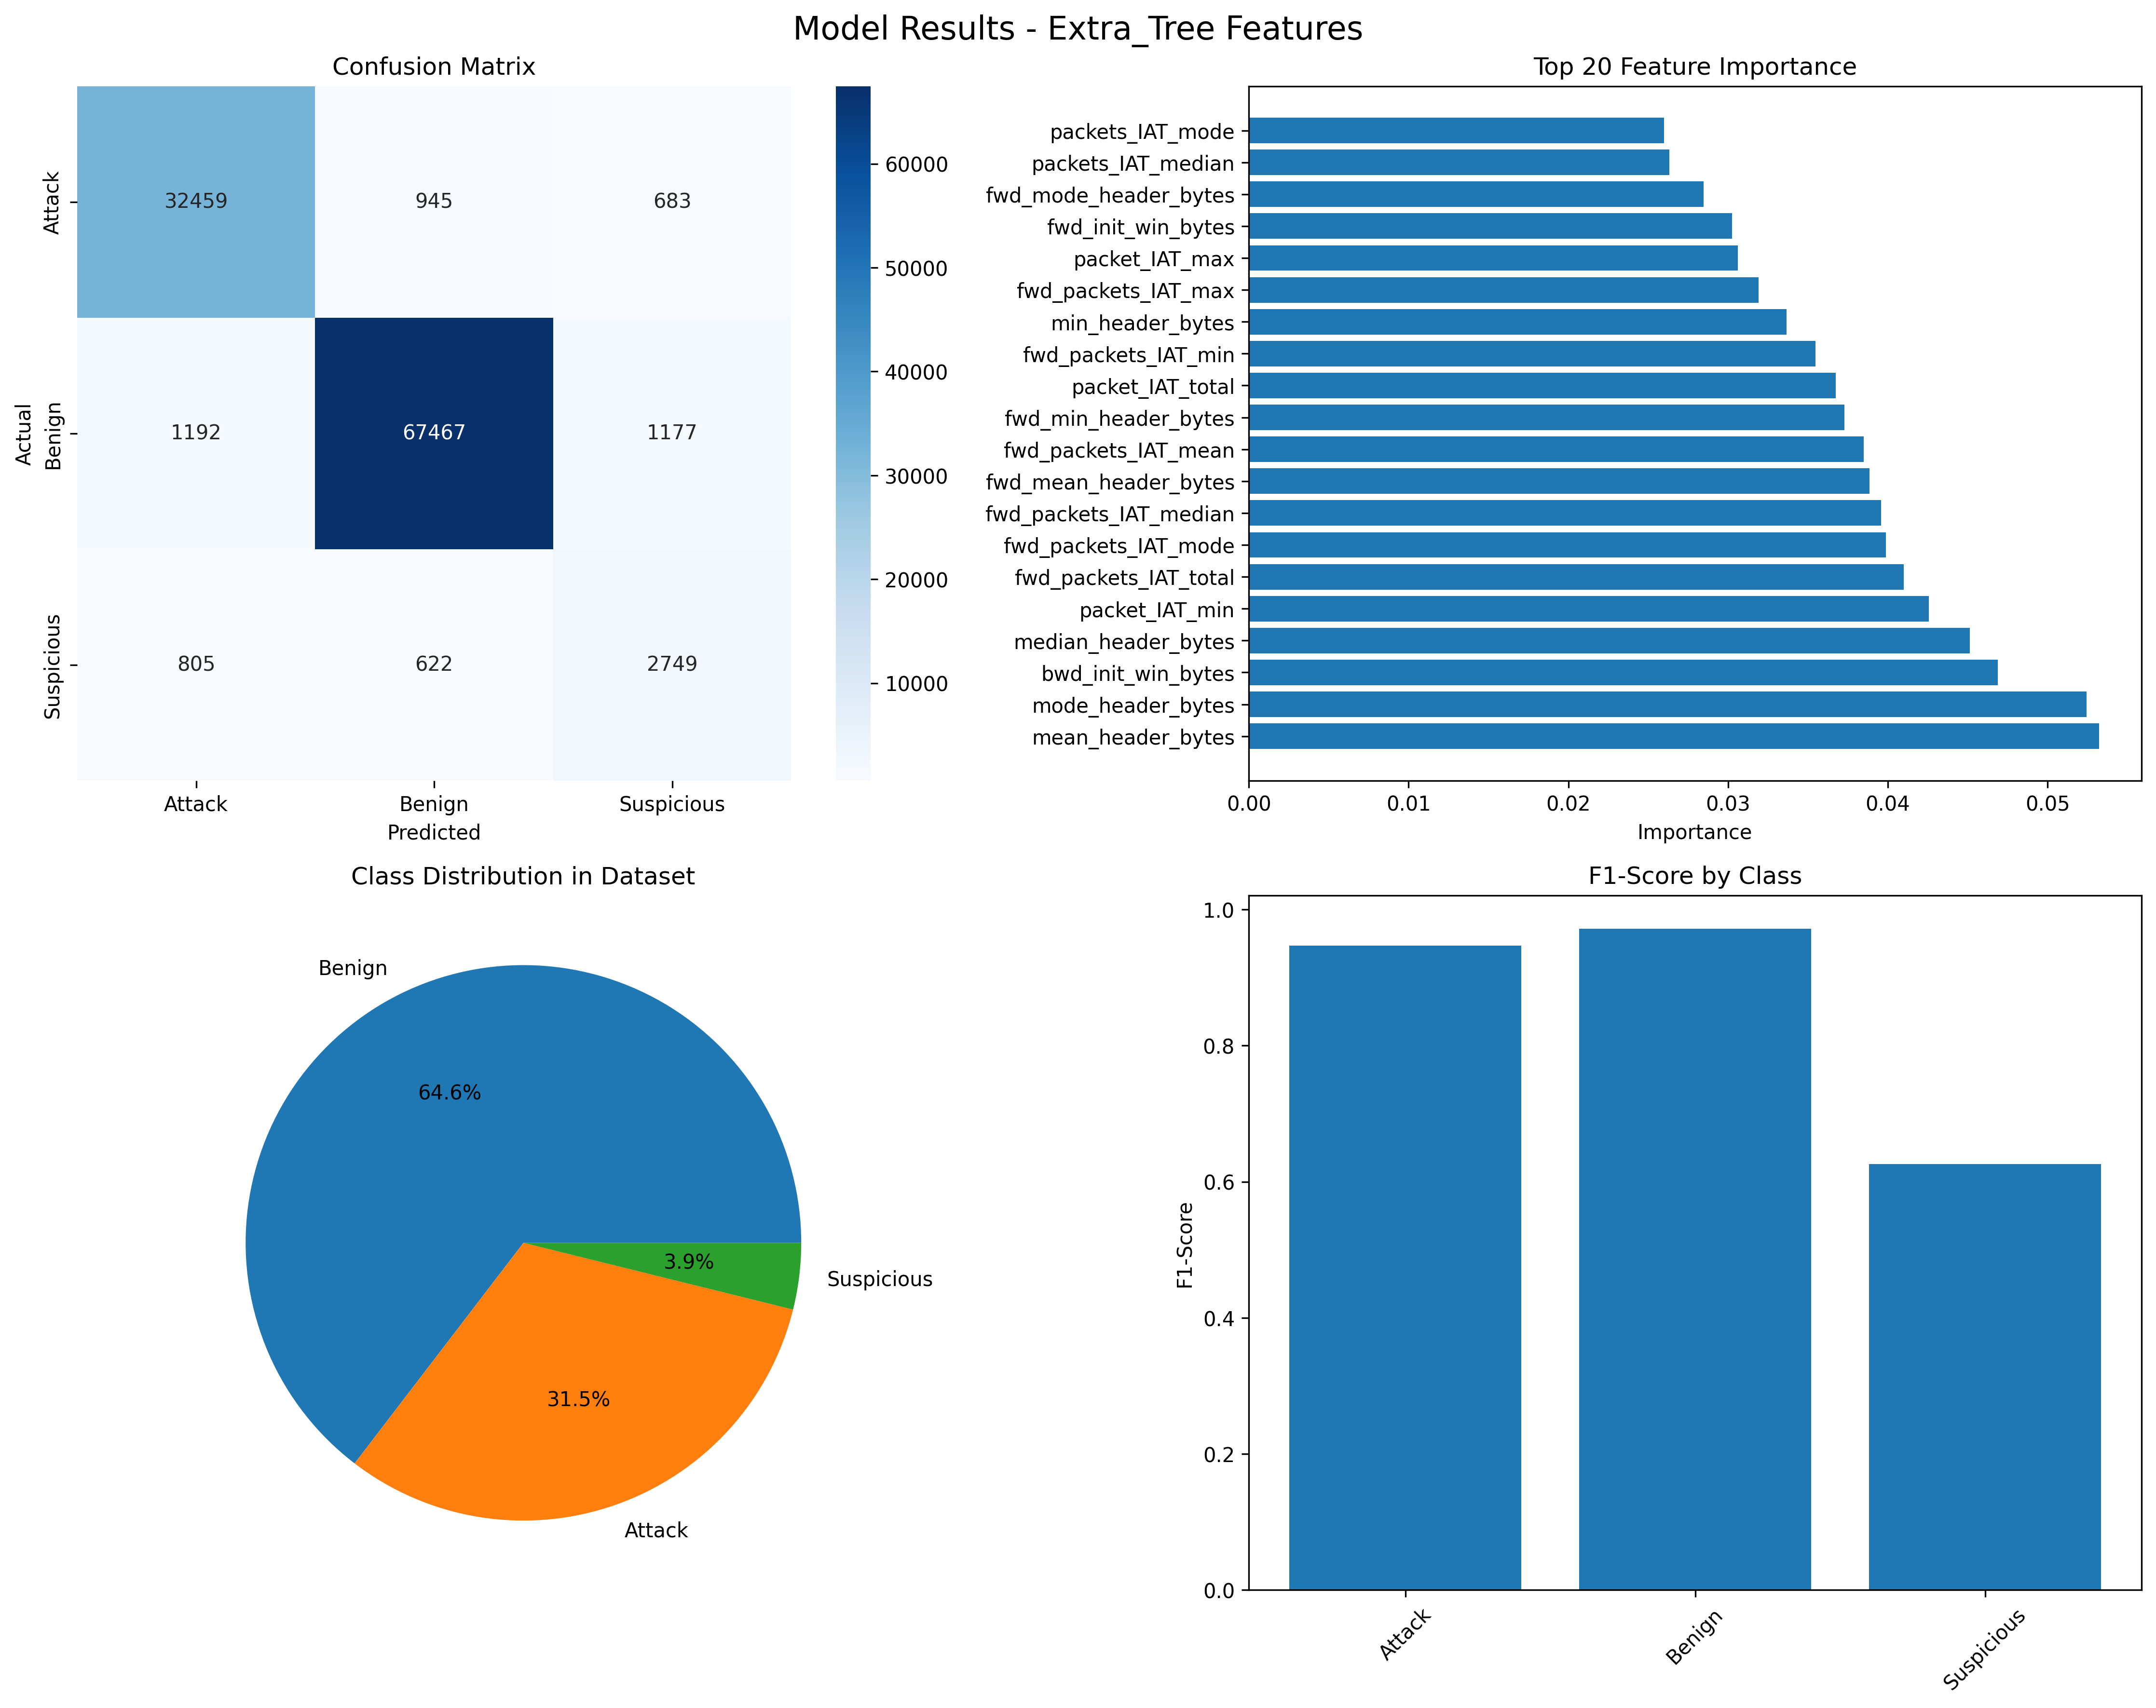 Model Results - Extra_Tree Features
Confusion Matrix
Attack
Benign
Suspicious
Actual
32459 945 683
1192 67467 1177
805 622 2749
Attack Benign Suspicious
Predicted
60000
50000
40000
30000
20000
10000
Top 20 Feature Importance
packets_IAT_mode
packets_IAT_median
fwd_mode_header_bytes
fwd_init_win_bytes
packet_IAT_max
fwd_packets_IAT_max
min_header_bytes
fwd_packets_IAT_min
packet_IAT_total
fwd_min_header_bytes
fwd_packets_IAT_mean
fwd_mean_header_bytes
fwd_packets_IAT_median
fwd_packets_IAT_mode
fwd_packets_IAT_total
packet_IAT_min
median_header_bytes
bwd_init_win_bytes
mode_header_bytes
mean_header_bytes
0.00 0.01 0.02 0.03 0.04 0.05
Importance
Class Distribution in Dataset
Benign
64.6%
3.9%
Suspicious
31.5%
Attack
F1-Score by Class
1.0
0.8
0.6
0.4
0.2
0.0
F1-Score
Attack
Benign
Suspicious